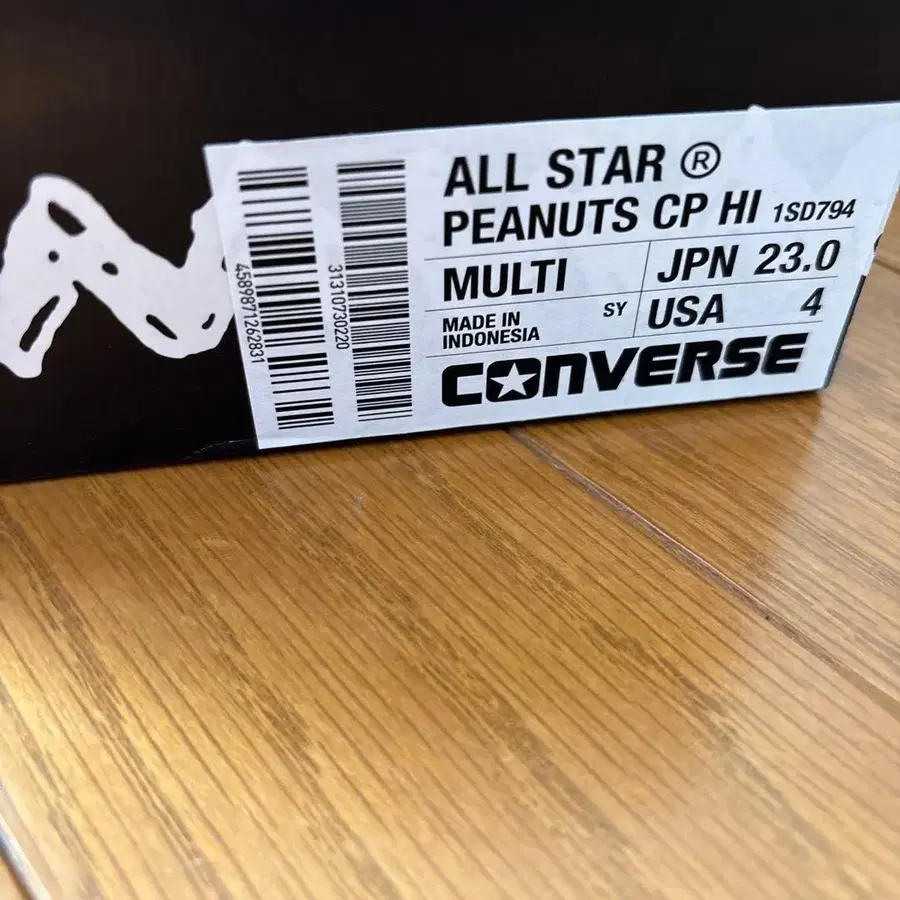 ALL STAR ®
PEANUTS CP HI 1SD794
MULTI JPN 23.0
MADE IN INDONESIA SY USA 4
CONVERSE
4589871262831
31310730220